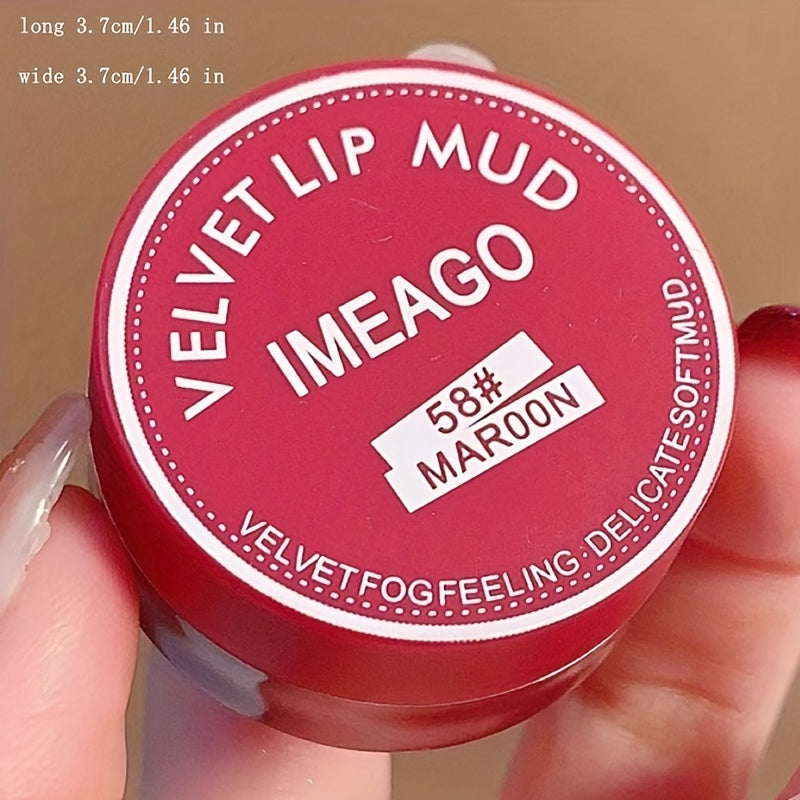 long 3.7cm/1.46 in
wide 3.7cm/1.46 in
VELVET LIP MUD
IMEAGO
58#
MAROON
VELVETFOGFEELING·DELICATESOFTMUD